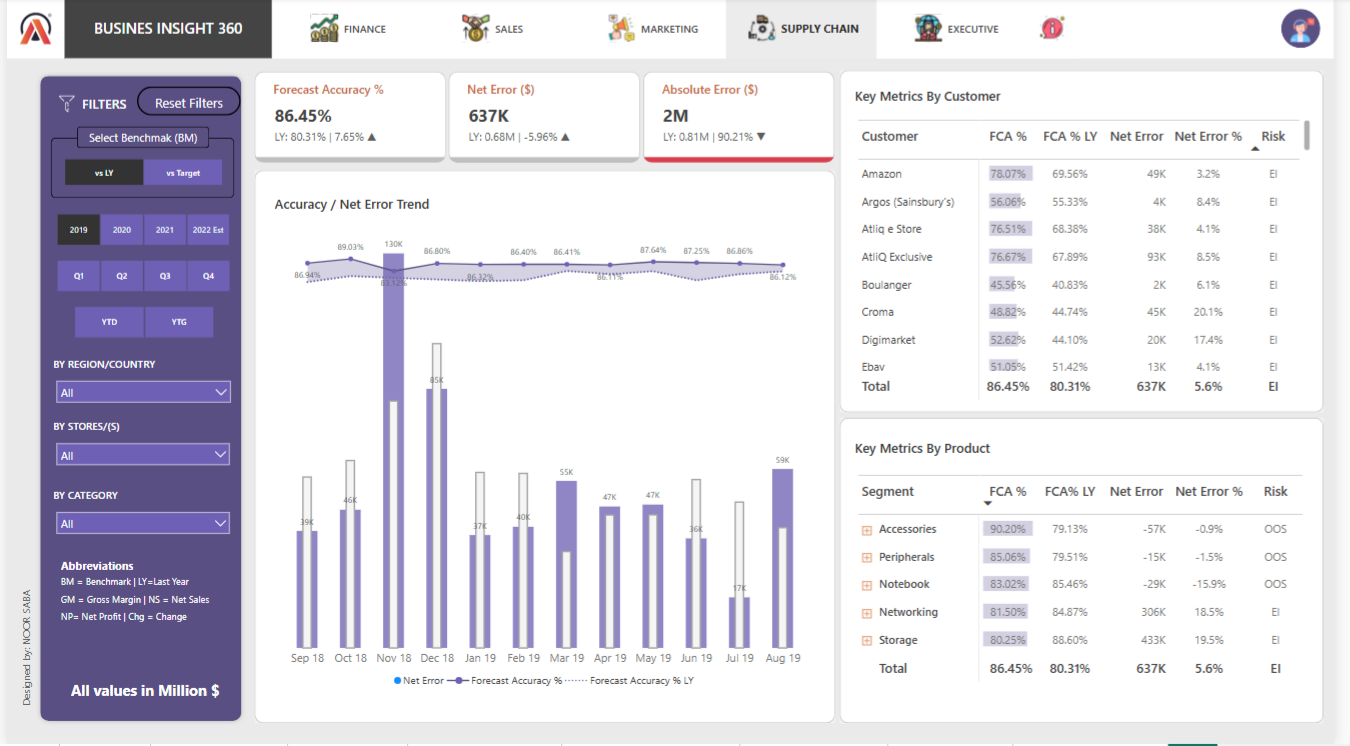 BUSINES INSIGHT 360
FINANCE
SALES
MARKETING
SUPPLY CHAIN
EXECUTIVE
FILTERS
Reset Filters
Select Benchmak (BM)
vs LY
vs Target
2019
2020
2021
2022 Est
Q1
Q2
Q3
Q4
YTD
YTG
BY REGION/COUNTRY
All
BY STORES/(S)
All
BY CATEGORY
All
Abbreviations
BM = Benchmark | LY=Last Year
GM = Gross Margin | NS = Net Sales
NP= Net Profit | Chg = Change
All values in Million $
Designed by: NOOR SABA
Forecast Accuracy %
86.45%
LY: 80.31% | 7.65% ▲
Net Error ($)
637K
LY: 0.68M | -5.96% ▲
Absolute Error ($)
2M
LY: 0.81M | 90.21% ▼
Accuracy / Net Error Trend
86.94% 89.03% 83.12% 86.80% 86.32% 86.40% 86.41% 86.11% 87.64% 87.25% 86.86% 86.12%
39K 46K 130K 85K 37K 40K 55K 47K 47K 36K 17K 59K
Sep 18 Oct 18 Nov 18 Dec 18 Jan 19 Feb 19 Mar 19 Apr 19 May 19 Jun 19 Jul 19 Aug 19
Net Error Forecast Accuracy % Forecast Accuracy % LY
Key Metrics By Customer
Customer FCA % FCA % LY Net Error Net Error % Risk
Amazon 78.07% 69.56% 49K 3.2% EI
Argos (Sainsbury's) 56.06% 55.33% 4K 8.4% EI
Atliq e Store 76.51% 68.38% 38K 4.1% EI
AtliQ Exclusive 76.67% 67.89% 93K 8.5% EI
Boulanger 45.56% 40.83% 2K 6.1% EI
Croma 48.82% 44.74% 45K 20.1% EI
Digimarket 52.62% 44.10% 20K 17.4% EI
Ebay 51.05% 51.42% 13K 4.1% EI
Total 86.45% 80.31% 637K 5.6% EI
Key Metrics By Product
Segment FCA % FCA% LY Net Error Net Error % Risk
Accessories 90.20% 79.13% -57K -0.9% OOS
Peripherals 85.06% 79.51% -15K -1.5% OOS
Notebook 83.02% 85.46% -29K -15.9% OOS
Networking 81.50% 84.87% 306K 18.5% EI
Storage 80.25% 88.60% 433K 19.5% EI
Total 86.45% 80.31% 637K 5.6% EI